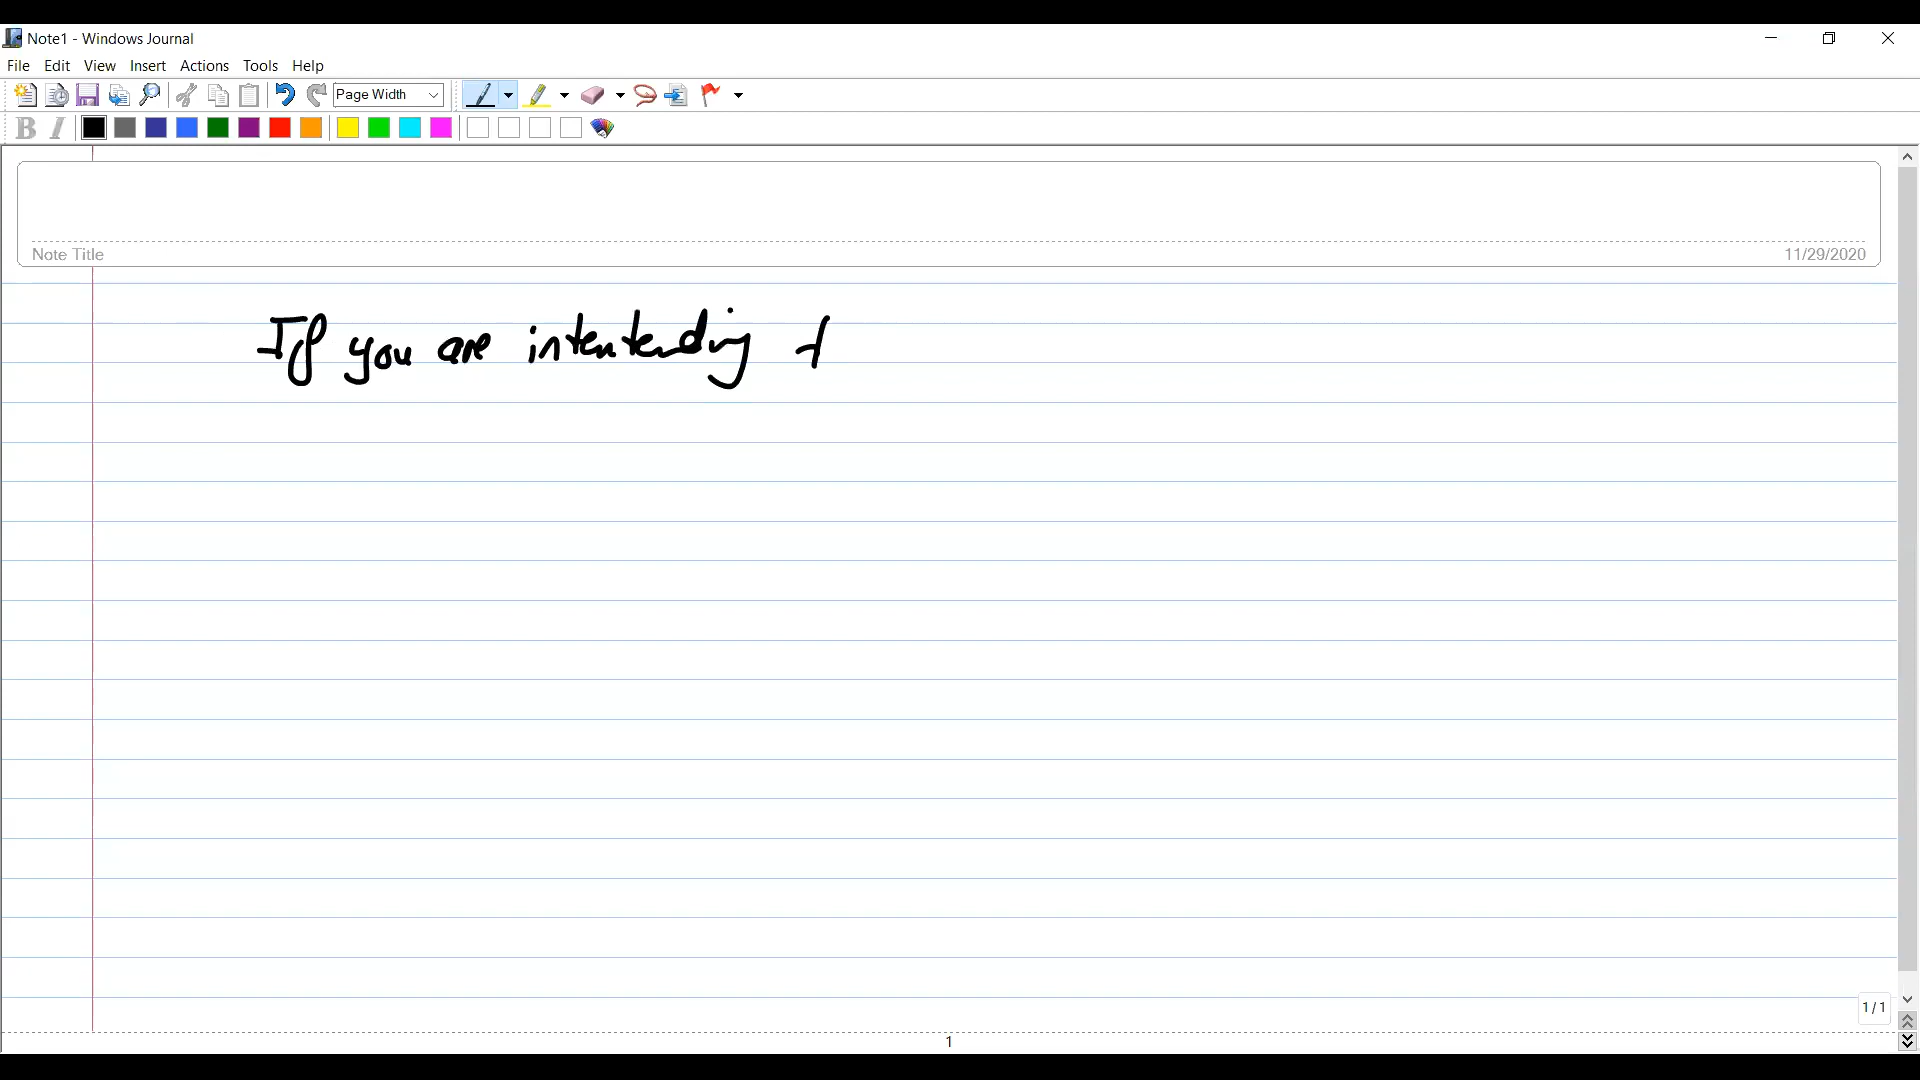 Note1 - Windows Journal
File Edit View Insert Actions Tools Help
Page Width
B I
Note Title 11/29/2020
If you are intentending t
1/1
1